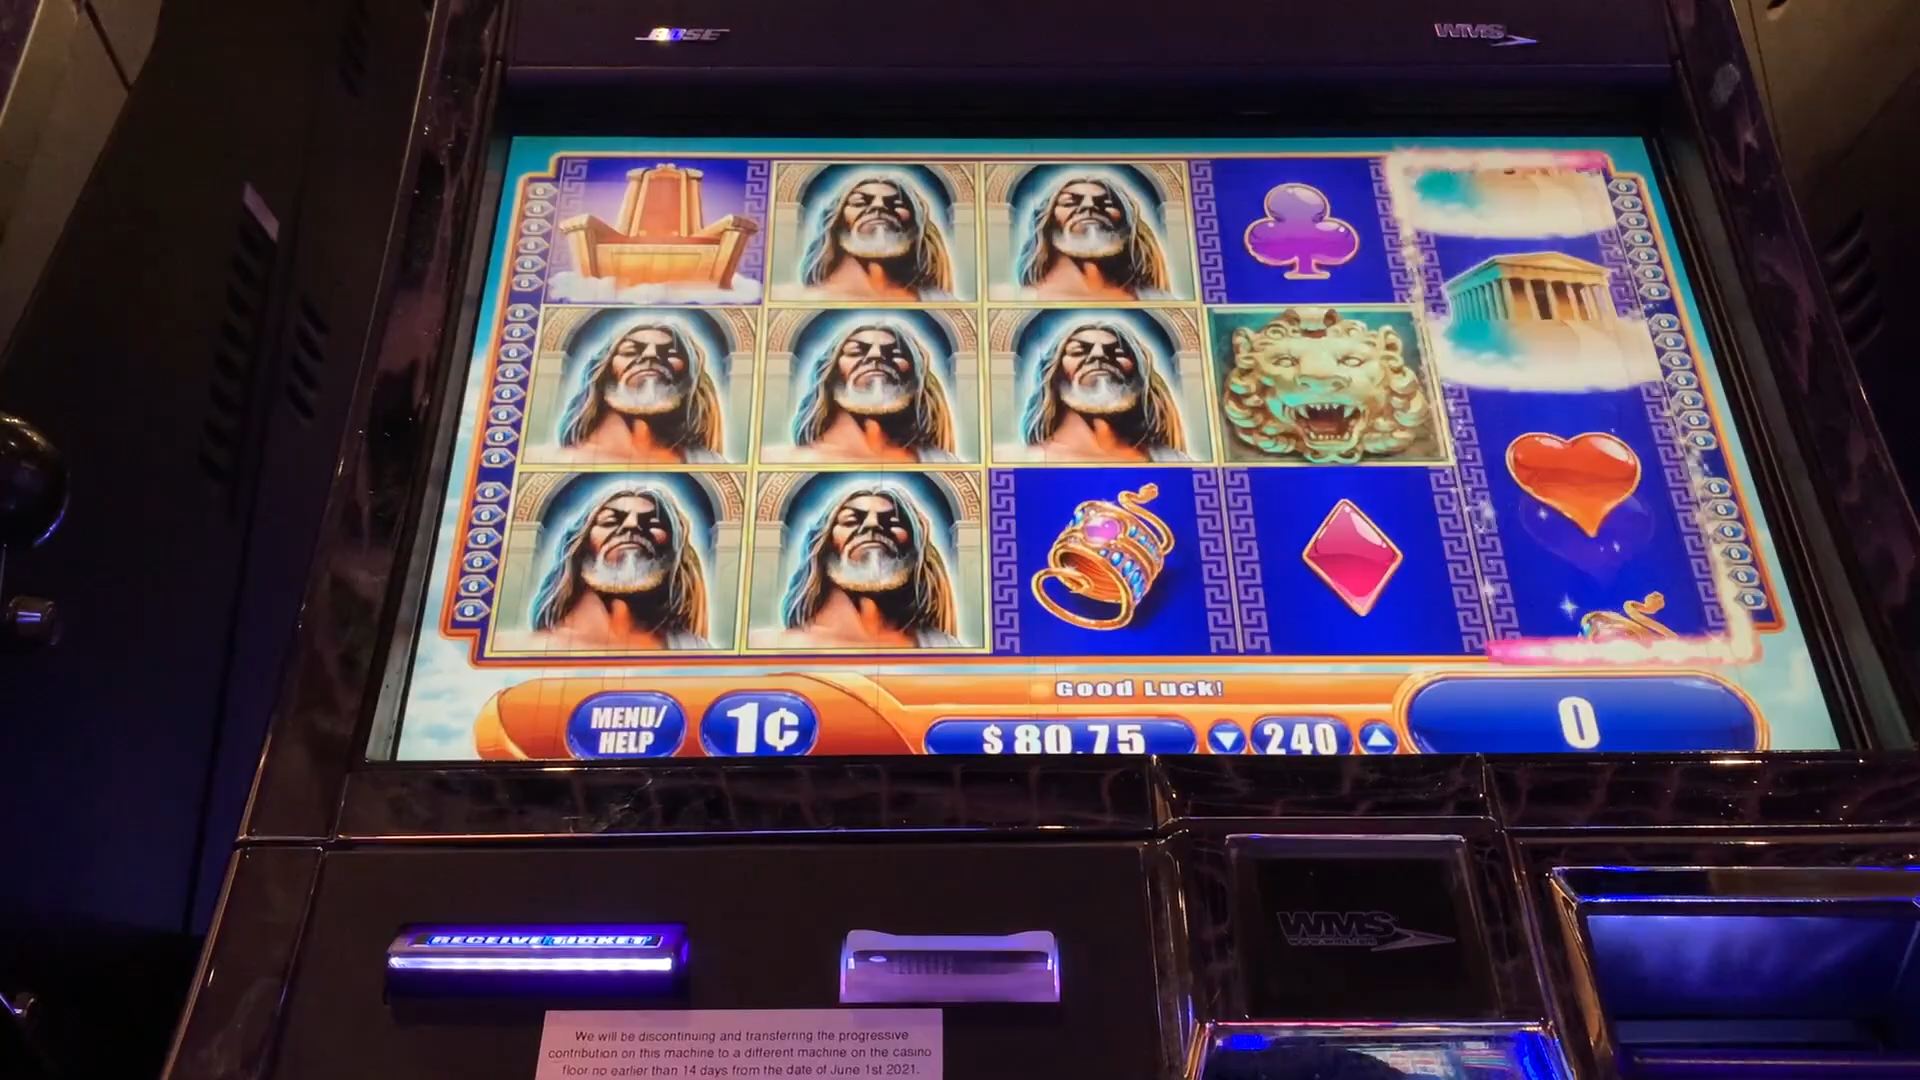 BOSE
WMS
GOOD LUCK!
MENU/
HELP
1¢
$80.75
240
0
RECEIVE TICKET
WMS
We will be discontinuing and transferring the progressive
contribution on this machine to a different machine on the casino
floor no earlier than 14 days from the date of June 1st 2021.